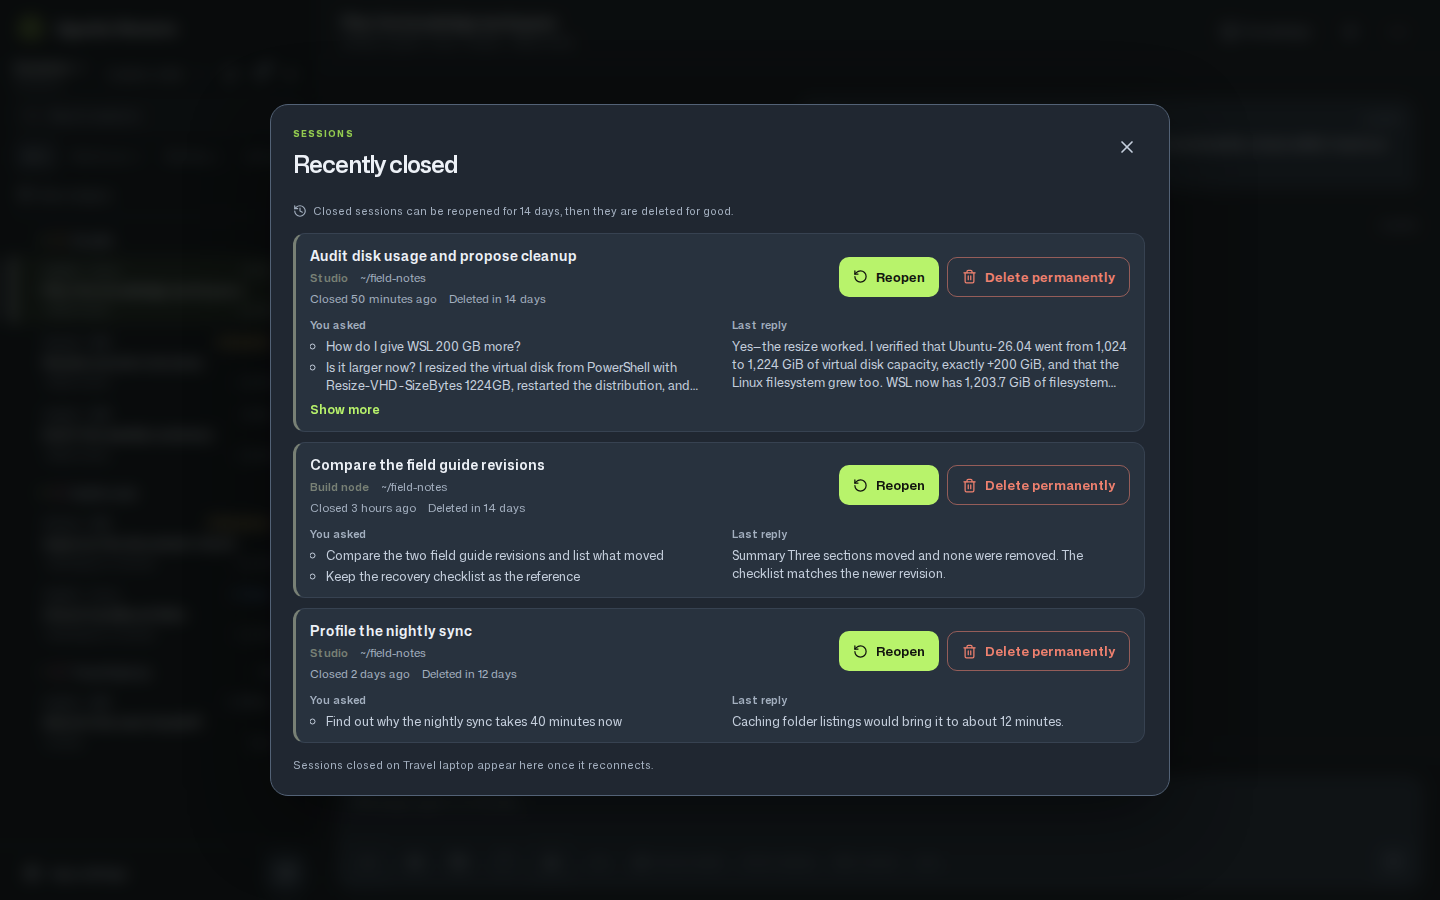 SESSIONS
Recently closed
Closed sessions can be reopened for 14 days, then they are deleted for good.
Audit disk usage and propose cleanup
Studio ~/field-notes
Closed 50 minutes ago Deleted in 14 days
Reopen
Delete permanently
You asked
How do I give WSL 200 GB more?
Is it larger now? I resized the virtual disk from PowerShell with
Resize-VHD -SizeBytes 1224GB, restarted the distribution, and...
Show more
Last reply
Yes—the resize worked. I verified that Ubuntu-26.04 went from 1,024
to 1,224 GiB of virtual disk capacity, exactly +200 GiB, and that the
Linux filesystem grew too. WSL now has 1,203.7 GiB of filesystem...
Compare the field guide revisions
Build node ~/field-notes
Closed 3 hours ago Deleted in 14 days
Reopen
Delete permanently
You asked
Compare the two field guide revisions and list what moved
Keep the recovery checklist as the reference
Last reply
Summary Three sections moved and none were removed. The
checklist matches the newer revision.
Profile the nightly sync
Studio ~/field-notes
Closed 2 days ago Deleted in 12 days
Reopen
Delete permanently
You asked
Find out why the nightly sync takes 40 minutes now
Last reply
Caching folder listings would bring it to about 12 minutes.
Sessions closed on Travel laptop appear here once it reconnects.